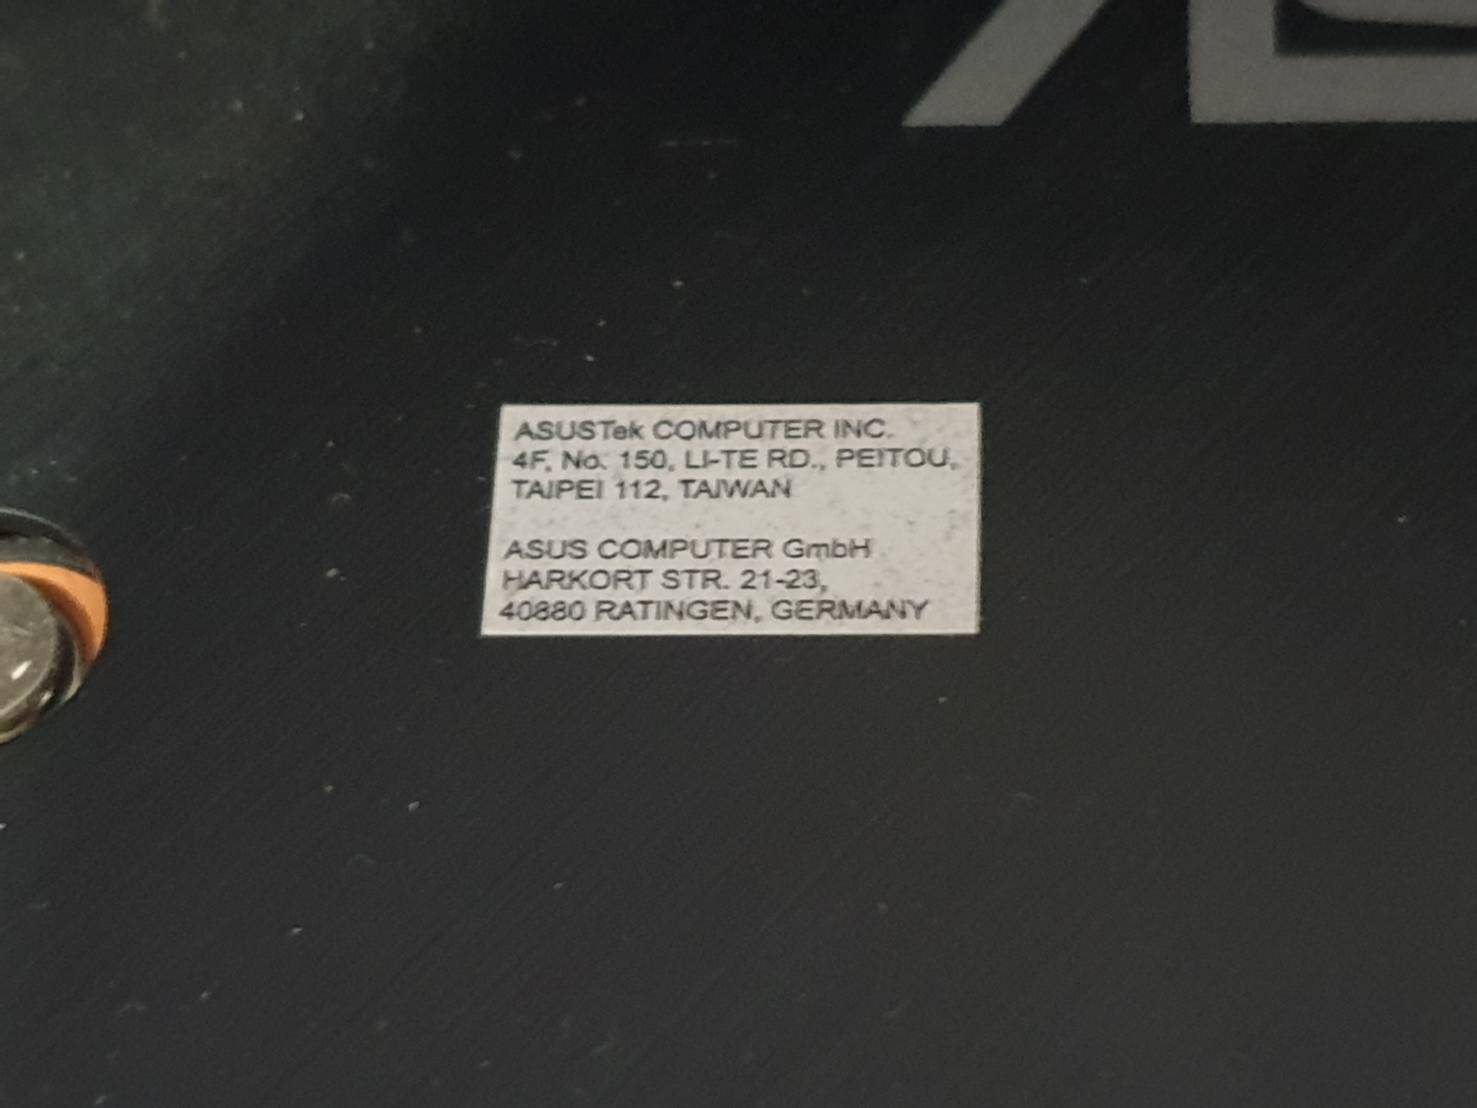 ASUSTek COMPUTER INC.
4F, No. 150, LI-TE RD., PEITOU,
TAIPEI 112, TAIWAN
ASUS COMPUTER GmbH
HARKORT STR. 21-23,
40880 RATINGEN, GERMANY